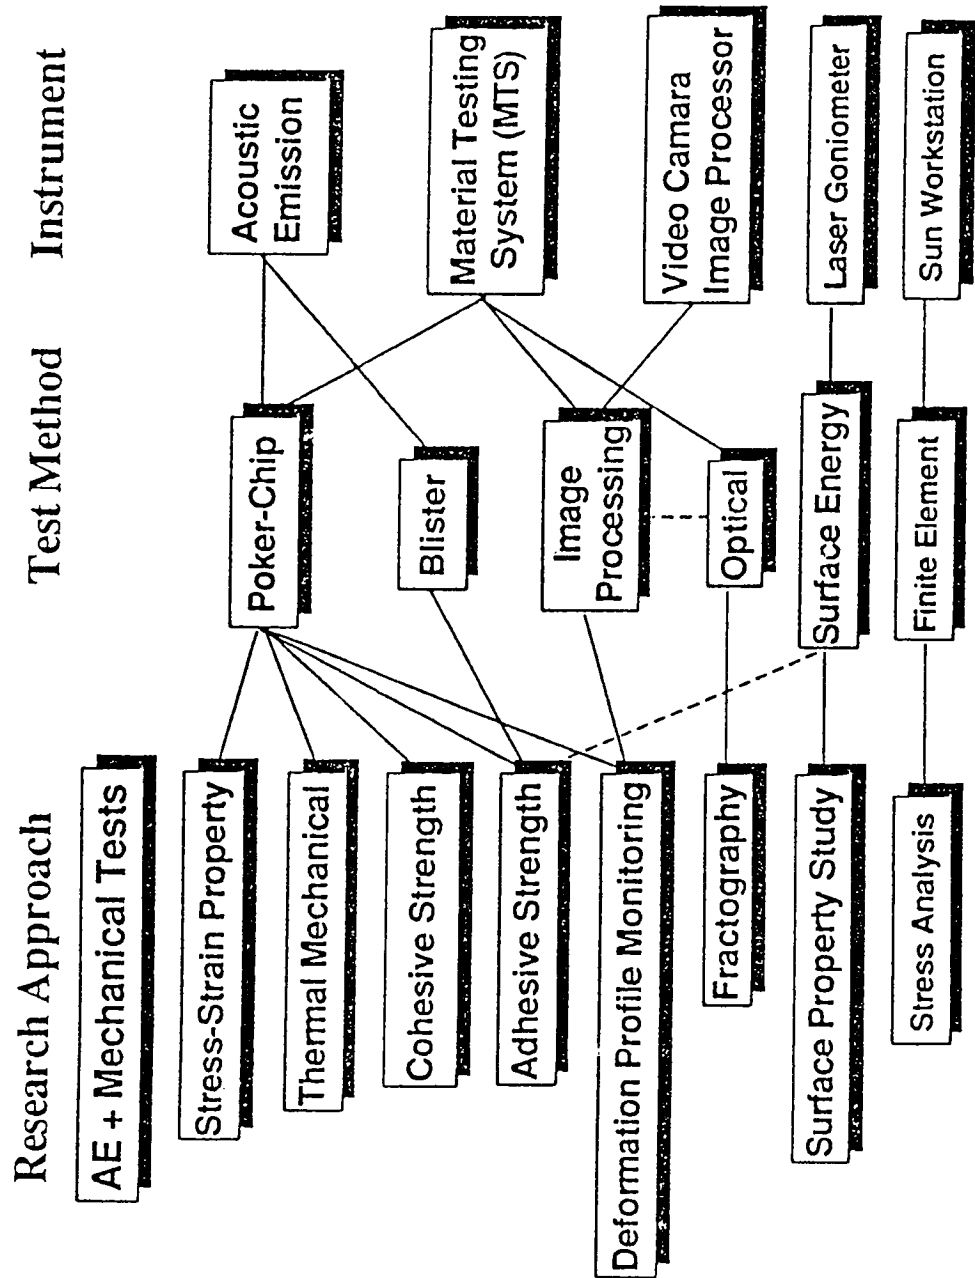 Research Approach
Test Method
Instrument
AE + Mechanical Tests
Stress-Strain Property
Thermal Mechanical
Cohesive Strength
Adhesive Strength
Deformation Profile Monitoring
Fractography
Surface Property Study
Stress Analysis
Poker-Chip
Blister
Image
Processing
Optical
Surface Energy
Finite Element
Acoustic
Emission
Material Testing
System (MTS)
Video Camara
Image Processor
Laser Goniometer
Sun Workstation